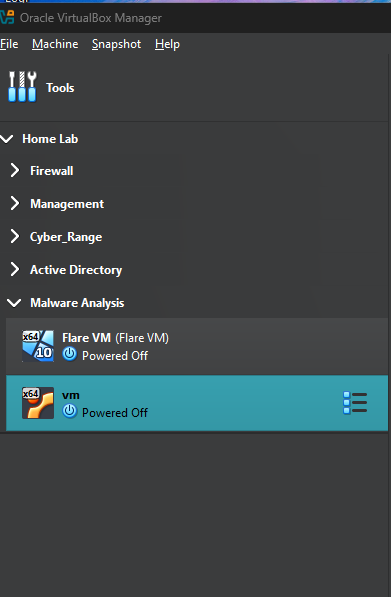 Oracle VirtualBox Manager
File Machine Snapshot Help
Tools
Home Lab
Firewall
Management
Cyber_Range
Active Directory
Malware Analysis
x64
10
Flare VM (Flare VM)
Powered Off
x64
vm
Powered Off